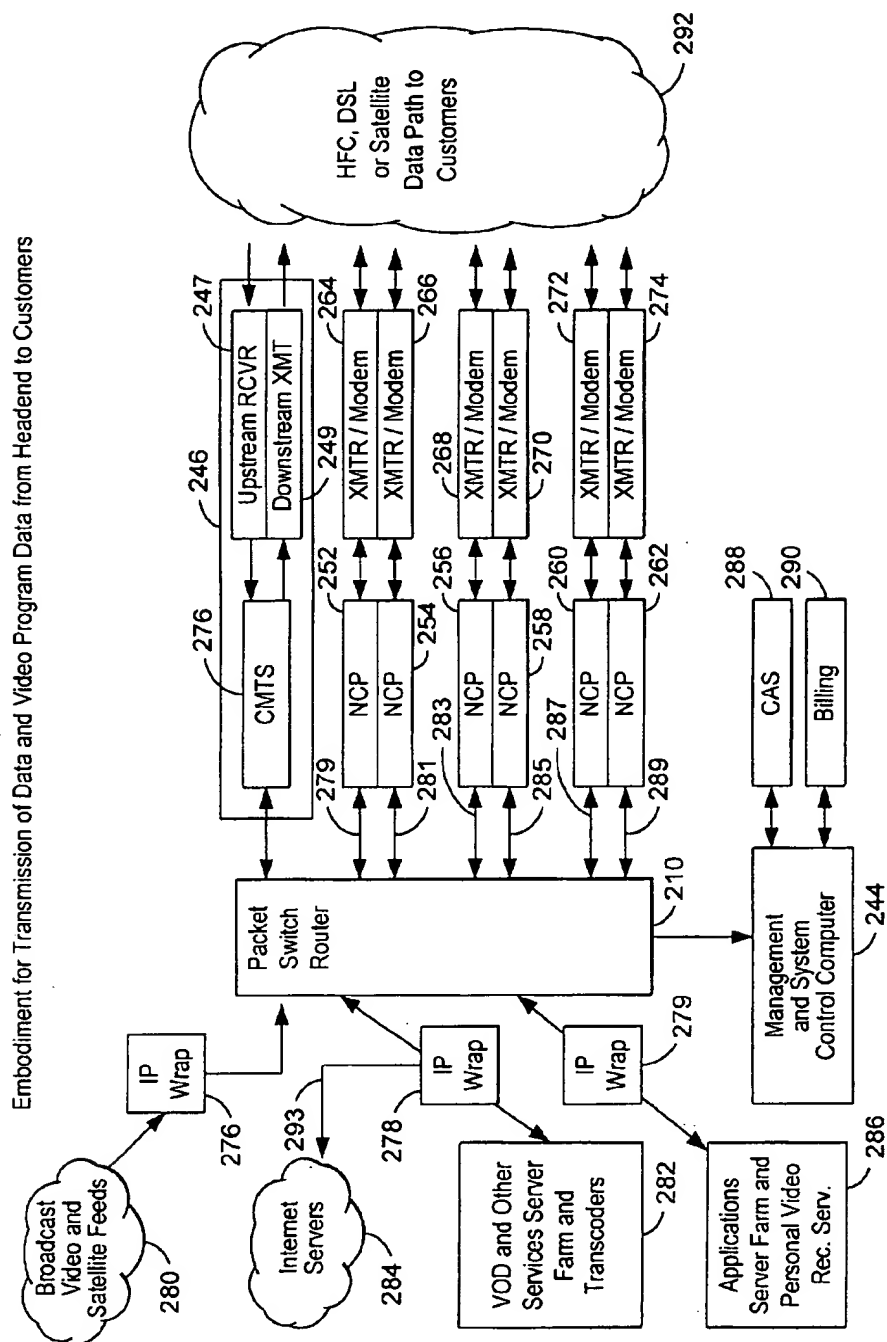 Embodiment for Transmission of Data and Video Program Data from Headend to Customers
Broadcast
Video and
Satellite Feeds
280
IP
Wrap
276
Internet
Servers
284
293
IP
Wrap
278
VOD and Other
Services Server
Farm and
Transcoders
282
IP
Wrap
279
Applications
Server Farm and
Personal Video
Rec. Serv.
286
Packet
Switch
Router
210
Management
and System
Control Computer
244
CAS
288
Billing
290
276
CMTS
246
247
Upstream RCVR
Downstream XMT
249
279
252
NCP
NCP
254
281
264
XMTR / Modem
XMTR / Modem
266
283
256
NCP
NCP
258
285
268
XMTR / Modem
XMTR / Modem
270
287
260
NCP
NCP
262
289
272
XMTR / Modem
XMTR / Modem
274
HFC, DSL
or Satellite
Data Path to
Customers
292